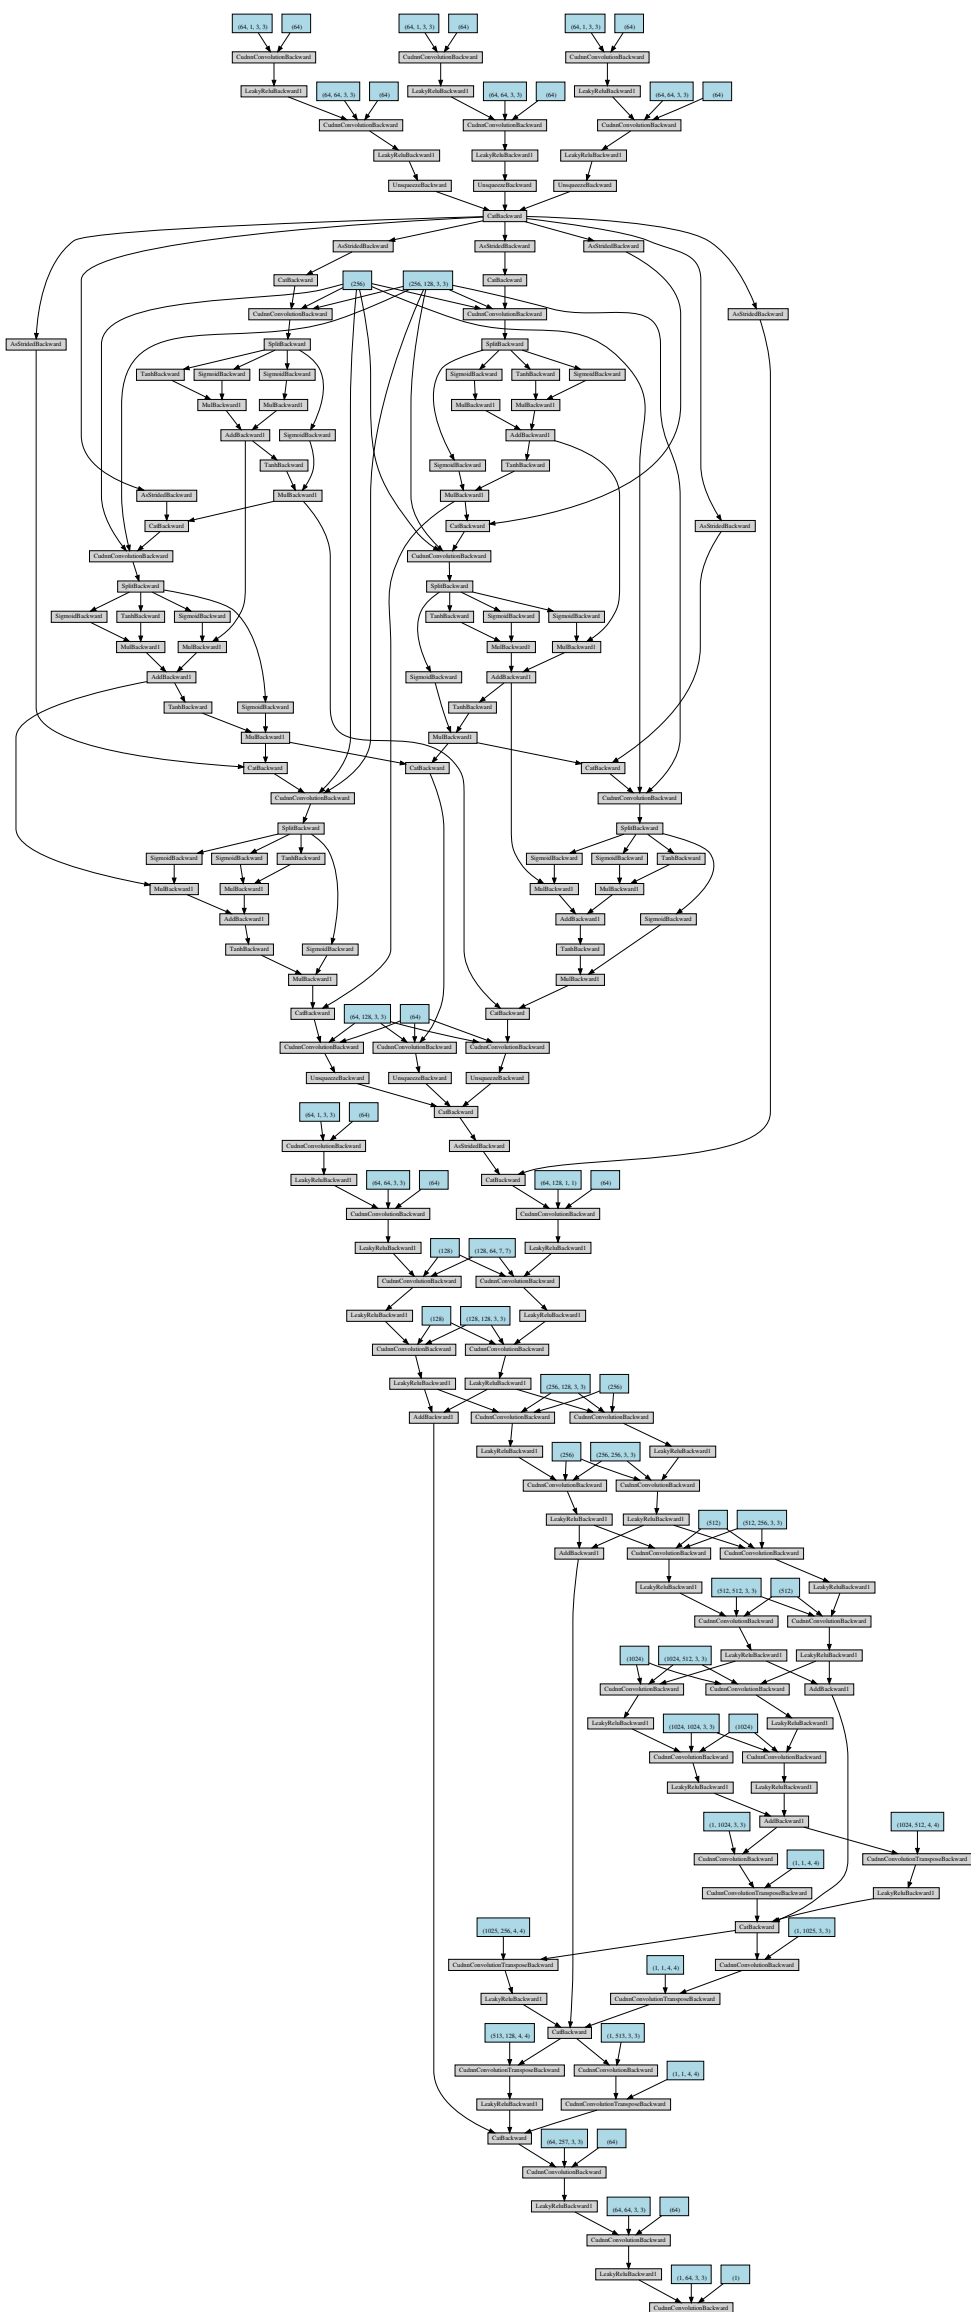 (64, 1, 3, 3) (64) (64, 1, 3, 3) (64) (64, 1, 3, 3) (64)
CudnnConvolutionBackward CudnnConvolutionBackward CudnnConvolutionBackward
LeakyReluBackward1 (64, 64, 3, 3) (64) LeakyReluBackward1 (64, 64, 3, 3) (64) LeakyReluBackward1 (64, 64, 3, 3) (64)
CudnnConvolutionBackward CudnnConvolutionBackward CudnnConvolutionBackward
LeakyReluBackward1 LeakyReluBackward1 LeakyReluBackward1
UnsqueezeBackward UnsqueezeBackward UnsqueezeBackward
CatBackward
AsStridedBackward AsStridedBackward AsStridedBackward
CatBackward (256) (256, 128, 3, 3) CatBackward
CudnnConvolutionBackward CudnnConvolutionBackward AsStridedBackward
AsStridedBackward SplitBackward SplitBackward
TanhBackward SigmoidBackward SigmoidBackward SigmoidBackward TanhBackward SigmoidBackward
MulBackward1 MulBackward1 MulBackward1 MulBackward1
AddBackward1 SigmoidBackward AddBackward1
TanhBackward SigmoidBackward TanhBackward
AsStridedBackward MulBackward1 MulBackward1
CatBackward CatBackward AsStridedBackward
CudnnConvolutionBackward CudnnConvolutionBackward
SplitBackward SplitBackward
SigmoidBackward TanhBackward SigmoidBackward TanhBackward SigmoidBackward SigmoidBackward
MulBackward1 MulBackward1 MulBackward1 MulBackward1
AddBackward1 SigmoidBackward AddBackward1
TanhBackward SigmoidBackward TanhBackward
MulBackward1 MulBackward1
CatBackward CatBackward CatBackward
CudnnConvolutionBackward CudnnConvolutionBackward
SplitBackward SplitBackward
SigmoidBackward SigmoidBackward TanhBackward SigmoidBackward SigmoidBackward TanhBackward
MulBackward1 MulBackward1 MulBackward1 MulBackward1
AddBackward1 AddBackward1 SigmoidBackward
TanhBackward SigmoidBackward TanhBackward
MulBackward1 MulBackward1
CatBackward (64, 128, 3, 3) (64) CatBackward
CudnnConvolutionBackward CudnnConvolutionBackward CudnnConvolutionBackward
UnsqueezeBackward UnsqueezeBackward UnsqueezeBackward
(64, 1, 3, 3) (64) CatBackward
CudnnConvolutionBackward AsStridedBackward
LeakyReluBackward1 (64, 64, 3, 3) (64) CatBackward (64, 128, 1, 1) (64)
CudnnConvolutionBackward CudnnConvolutionBackward
LeakyReluBackward1 (128) (128, 64, 7, 7) LeakyReluBackward1
CudnnConvolutionBackward CudnnConvolutionBackward
LeakyReluBackward1 (128) (128, 128, 3, 3) LeakyReluBackward1
CudnnConvolutionBackward CudnnConvolutionBackward
LeakyReluBackward1 LeakyReluBackward1 (256, 128, 3, 3) (256)
AddBackward1 CudnnConvolutionBackward CudnnConvolutionBackward
LeakyReluBackward1 (256) (256, 256, 3, 3) LeakyReluBackward1
CudnnConvolutionBackward CudnnConvolutionBackward
LeakyReluBackward1 LeakyReluBackward1 (512) (512, 256, 3, 3)
AddBackward1 CudnnConvolutionBackward CudnnConvolutionBackward
LeakyReluBackward1 (512, 512, 3, 3) (512) LeakyReluBackward1
CudnnConvolutionBackward CudnnConvolutionBackward
(1024) (1024, 512, 3, 3) LeakyReluBackward1 LeakyReluBackward1
CudnnConvolutionBackward CudnnConvolutionBackward AddBackward1
LeakyReluBackward1 (1024, 1024, 3, 3) (1024) LeakyReluBackward1
CudnnConvolutionBackward CudnnConvolutionBackward
LeakyReluBackward1 LeakyReluBackward1
(1, 1024, 3, 3) AddBackward1 (1024, 512, 4, 4)
CudnnConvolutionBackward (1, 1, 4, 4) CudnnConvolutionTransposeBackward
CudnnConvolutionTransposeBackward LeakyReluBackward1
(1025, 256, 4, 4) CatBackward (1, 1025, 3, 3)
CudnnConvolutionTransposeBackward (1, 1, 4, 4) CudnnConvolutionBackward
LeakyReluBackward1 CudnnConvolutionTransposeBackward
(513, 128, 4, 4) CatBackward (1, 513, 3, 3)
CudnnConvolutionTransposeBackward CudnnConvolutionBackward (1, 1, 4, 4)
LeakyReluBackward1 CudnnConvolutionTransposeBackward
CatBackward (64, 257, 3, 3) (64)
CudnnConvolutionBackward
LeakyReluBackward1 (64, 64, 3, 3) (64)
CudnnConvolutionBackward
LeakyReluBackward1 (1, 64, 3, 3) (1)
CudnnConvolutionBackward